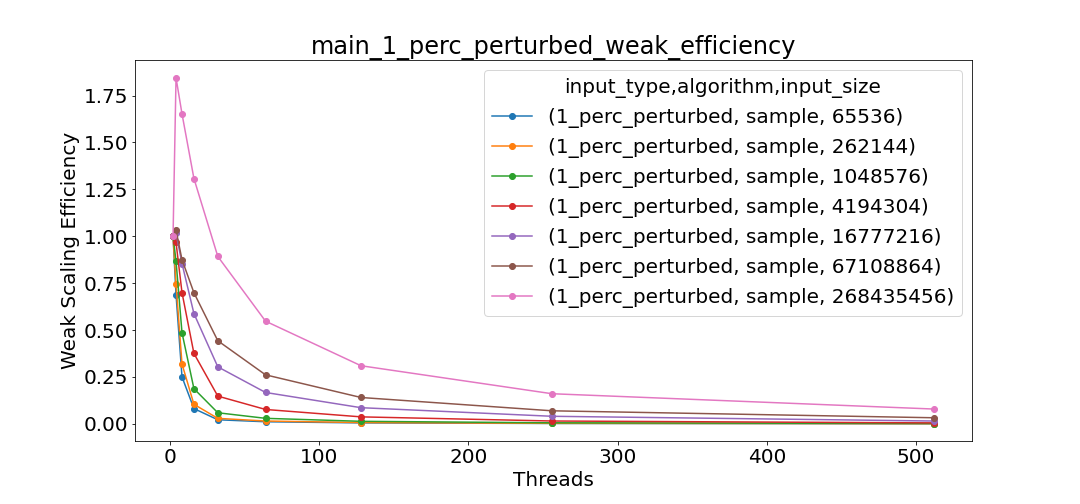 main_1_perc_perturbed_weak_efficiency
input_type,algorithm,input_size
(1_perc_perturbed, sample, 65536)
(1_perc_perturbed, sample, 262144)
(1_perc_perturbed, sample, 1048576)
(1_perc_perturbed, sample, 4194304)
(1_perc_perturbed, sample, 16777216)
(1_perc_perturbed, sample, 67108864)
(1_perc_perturbed, sample, 268435456)
Weak Scaling Efficiency
1.75
1.50
1.25
1.00
0.75
0.50
0.25
0.00
0 100 200 300 400 500
Threads